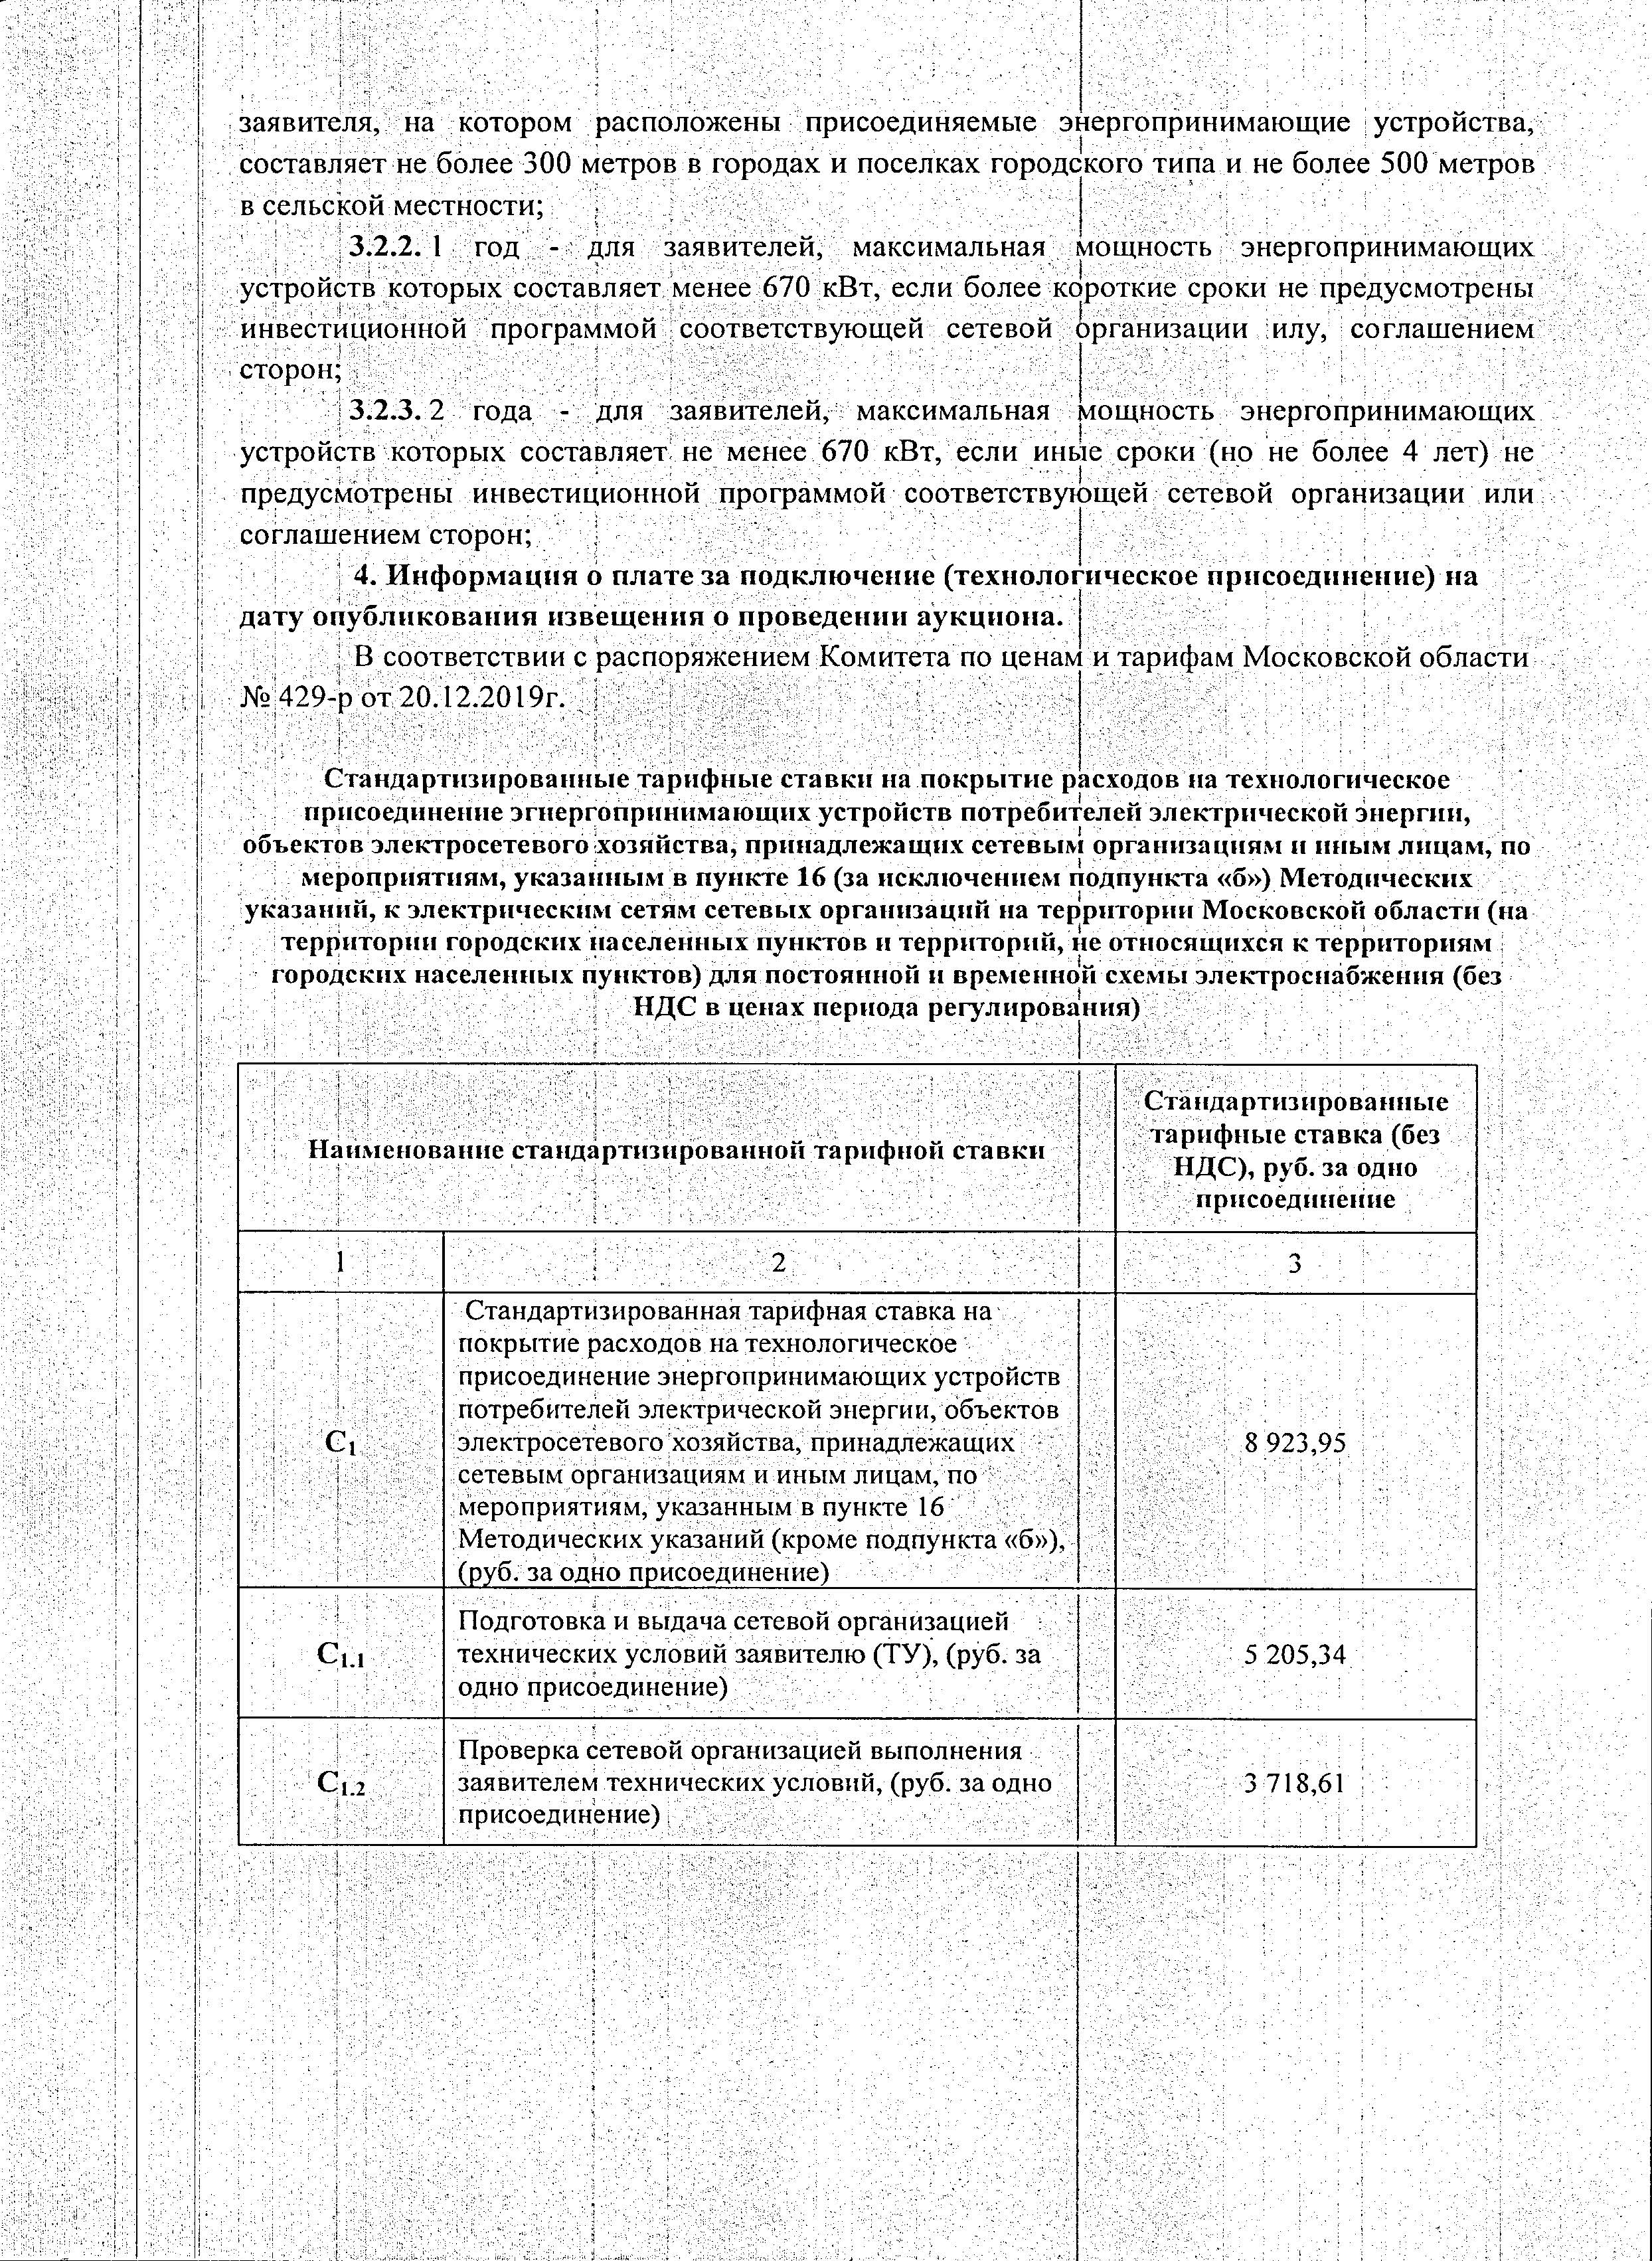 заявителя, на котором расположены присоединяемые энергопринимающие устройства,
составляет не более 300 метров в городах и поселках городского типа и не более 500 метров
в сельской местности;
3.2.2. 1 год - для заявителей, максимальная мощность энергопринимающих
устройств которых составляет менее 670 кВт, если более короткие сроки не предусмотрены
инвестиционной программой соответствующей сетевой организации илу, соглашением
сторон;
3.2.3. 2 года - для заявителей, максимальная мощность энергопринимающих
устройств которых составляет не менее 670 кВт, если иные сроки (но не более 4 лет) не
предусмотрены инвестиционной программой соответствующей сетевой организации или
соглашением сторон;
4. Информация о плате за подключение (технологическое присоединение) на
дату опубликования извещения о проведении аукциона.
В соответствии с распоряжением Комитета по ценам и тарифам Московской области
№ 429-р от 20.12.2019г.
Стандартизированные тарифные ставки на покрытие расходов на технологическое
присоединение эгнергопринимающих устройств потребителей электрической энергии,
объектов электросетевого хозяйства, принадлежащих сетевым организациям и иным лицам, по
мероприятиям, указанным в пункте 16 (за исключением подпункта «б») Методических
указаний, к электрическим сетям сетевых организаций на территории Московской области (на
территории городских населенных пунктов и территорий, не относящихся к территориям
городских населенных пунктов) для постоянной и временной схемы электроснабжения (без
НДС в ценах периода регулирования)
Наименование стандартизированной тарифной ставки
Стандартизированные
тарифные ставка (без
НДС), руб. за одно
присоединение
1
2
3
С1
Стандартизированная тарифная ставка на
покрытие расходов на технологическое
присоединение энергопринимающих устройств
потребителей электрической энергии, объектов
электросетевого хозяйства, принадлежащих
сетевым организациям и иным лицам, по
мероприятиям, указанным в пункте 16
Методических указаний (кроме подпункта «б»),
(руб. за одно присоединение)
8 923,95
С1.1
Подготовка и выдача сетевой организацией
технических условий заявителю (ТУ), (руб. за
одно присоединение)
5 205,34
С1.2
Проверка сетевой организацией выполнения
заявителем технических условий, (руб. за одно
присоединение)
3 718,61